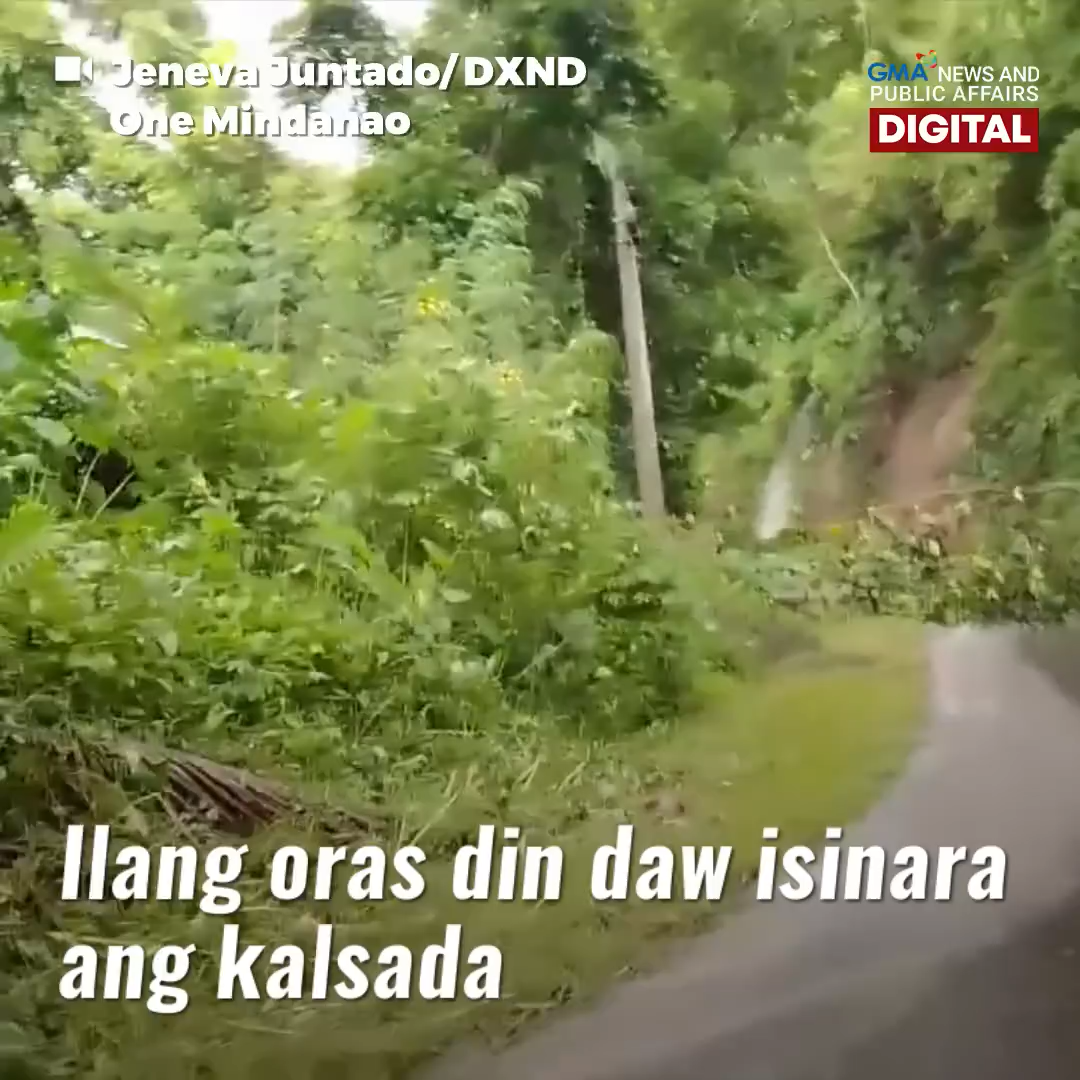 Jeneva Juntado/DXND
One Mindanao
GMA NEWS AND
PUBLIC AFFAIRS
DIGITAL
Ilang oras din daw isinara
ang kalsada